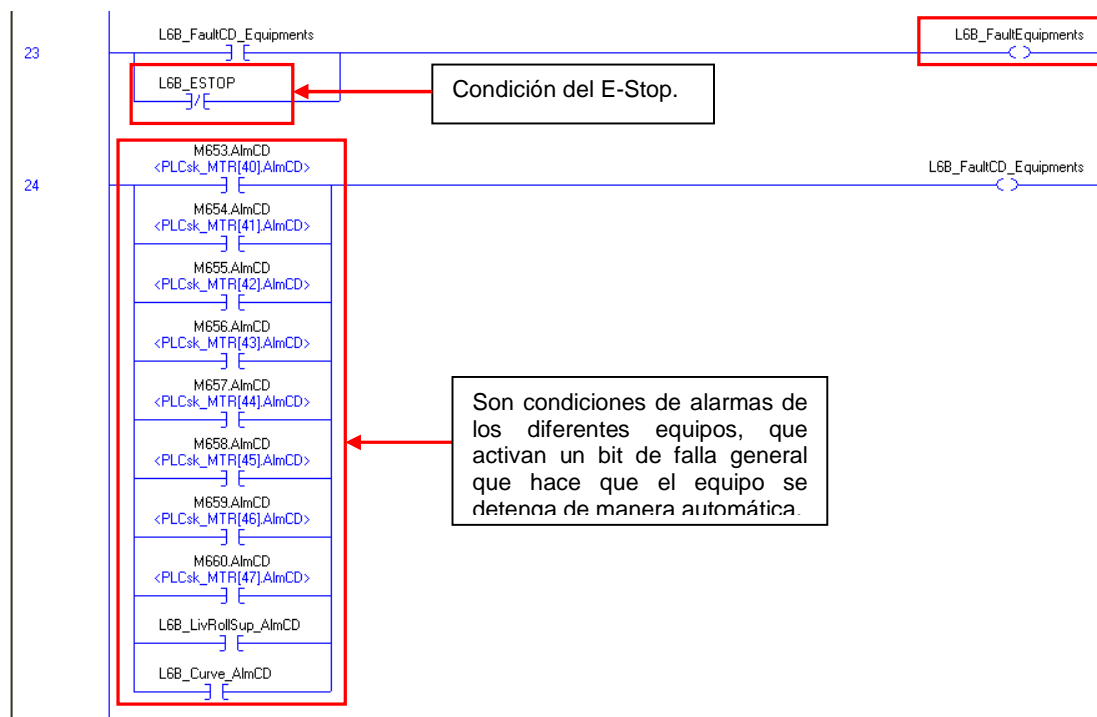 L6B_FaultCD_Equipments
L6B_FaultEquipments
23
L6B_ESTOP
Condición del E-Stop.
M653.AlmCD
<PLCsk_MTR[40].AlmCD>
L6B_FaultCD_Equipments
24
M654.AlmCD
<PLCsk_MTR[41].AlmCD>
M655.AlmCD
<PLCsk_MTR[42].AlmCD>
M656.AlmCD
<PLCsk_MTR[43].AlmCD>
M657.AlmCD
<PLCsk_MTR[44].AlmCD>
Son condiciones de alarmas de
los diferentes equipos, que
activan un bit de falla general
que hace que el equipo se
detenga de manera automática.
M658.AlmCD
<PLCsk_MTR[45].AlmCD>
M659.AlmCD
<PLCsk_MTR[46].AlmCD>
M660.AlmCD
<PLCsk_MTR[47].AlmCD>
L6B_LivRollSup_AlmCD
L6B_Curve_AlmCD